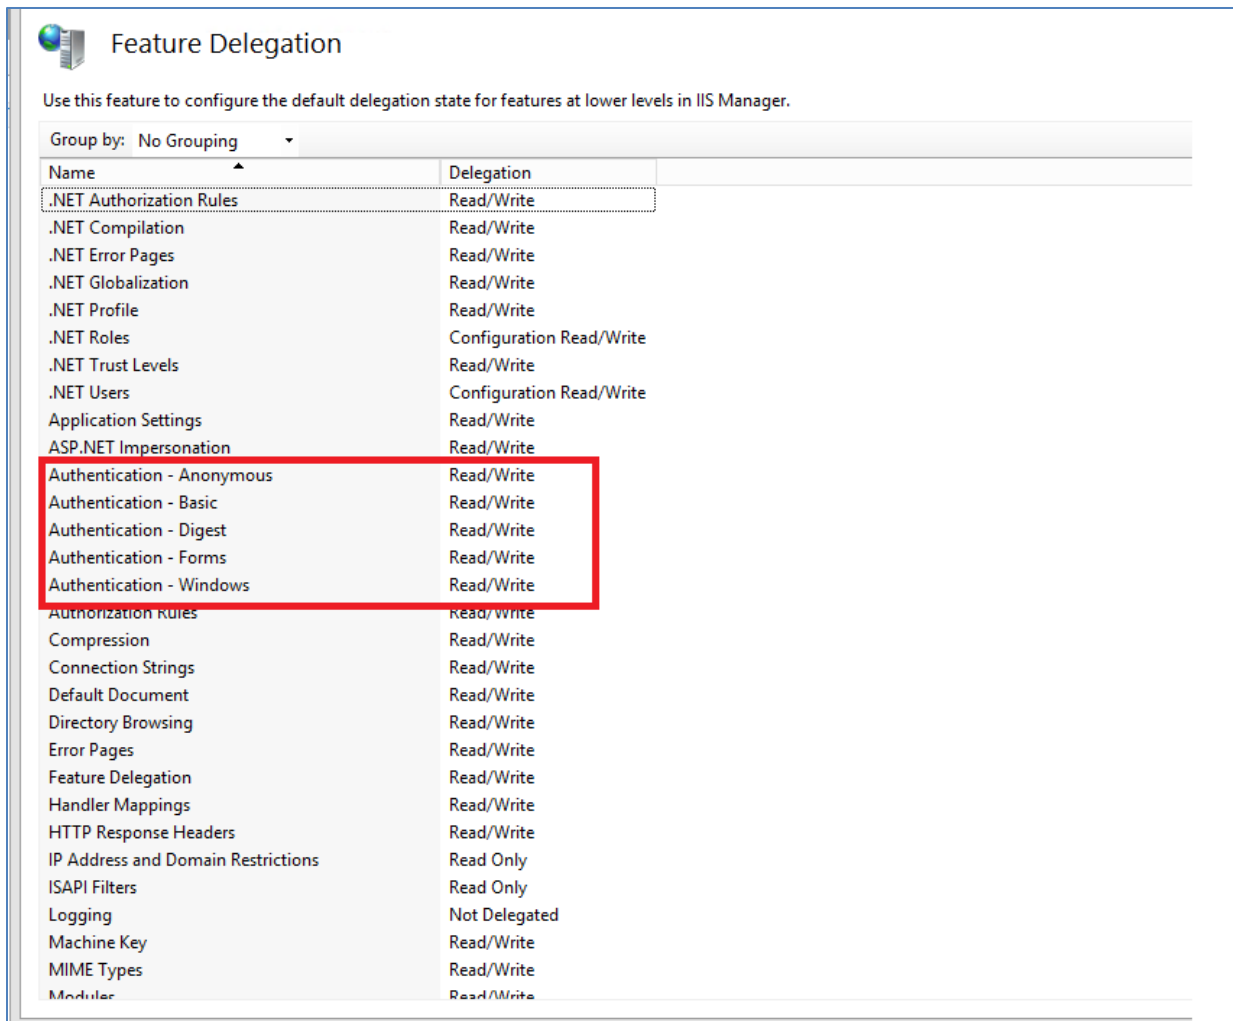 Feature Delegation
Use this feature to configure the default delegation state for features at lower levels in IIS Manager.
Group by: No Grouping
Name Delegation
.NET Authorization Rules Read/Write
.NET Compilation Read/Write
.NET Error Pages Read/Write
.NET Globalization Read/Write
.NET Profile Read/Write
.NET Roles Configuration Read/Write
.NET Trust Levels Read/Write
.NET Users Configuration Read/Write
Application Settings Read/Write
ASP.NET Impersonation Read/Write
Authentication - Anonymous Read/Write
Authentication - Basic Read/Write
Authentication - Digest Read/Write
Authentication - Forms Read/Write
Authentication - Windows Read/Write
Authorization Rules Read/Write
Compression Read/Write
Connection Strings Read/Write
Default Document Read/Write
Directory Browsing Read/Write
Error Pages Read/Write
Feature Delegation Read/Write
Handler Mappings Read/Write
HTTP Response Headers Read/Write
IP Address and Domain Restrictions Read Only
ISAPI Filters Read Only
Logging Not Delegated
Machine Key Read/Write
MIME Types Read/Write
Modules Read/Write